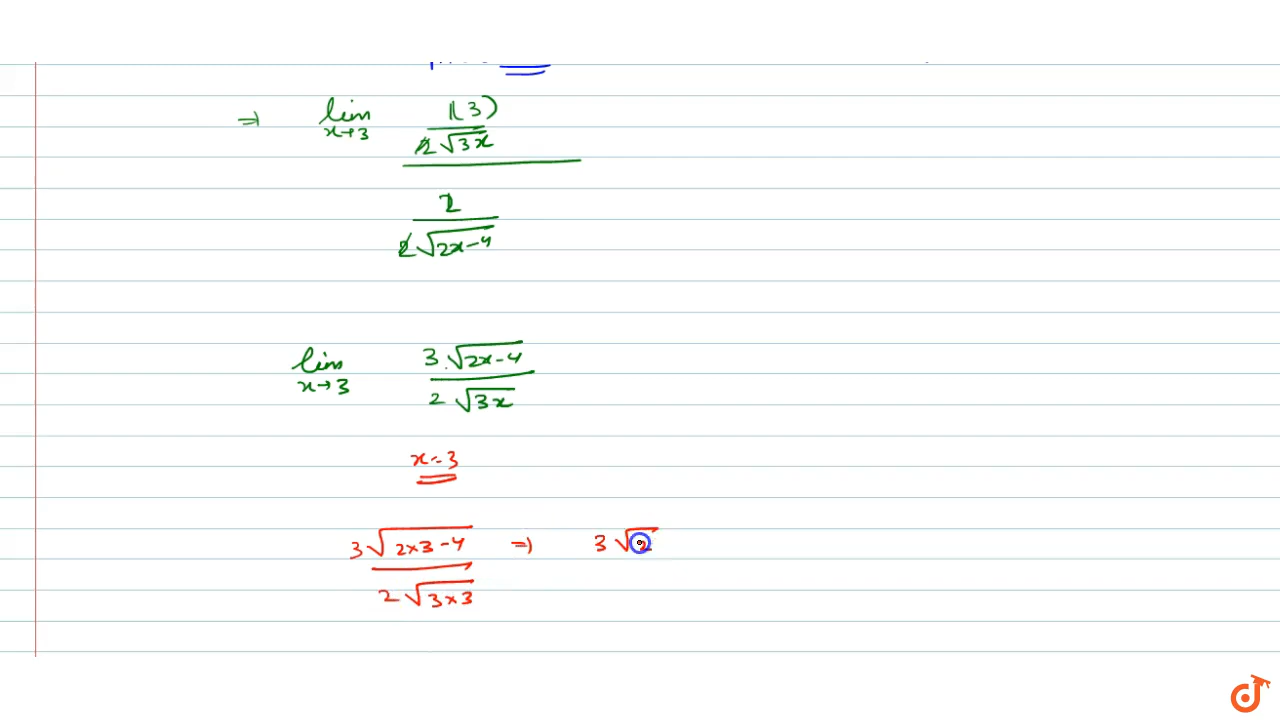 ⇒ lim x→3
1(3)
2√3x
2
2√2x-4
lim x→3
3.√2x-4
2√3x
x=3
3√2×3-4 ⇒ 3√2
2√3×3